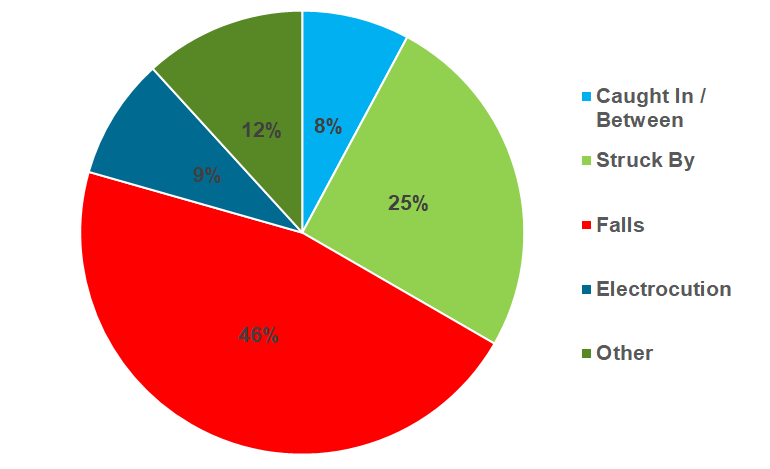 8%
12%
9%
25%
46%
Caught In /
Between
Struck By
Falls
Electrocution
Other